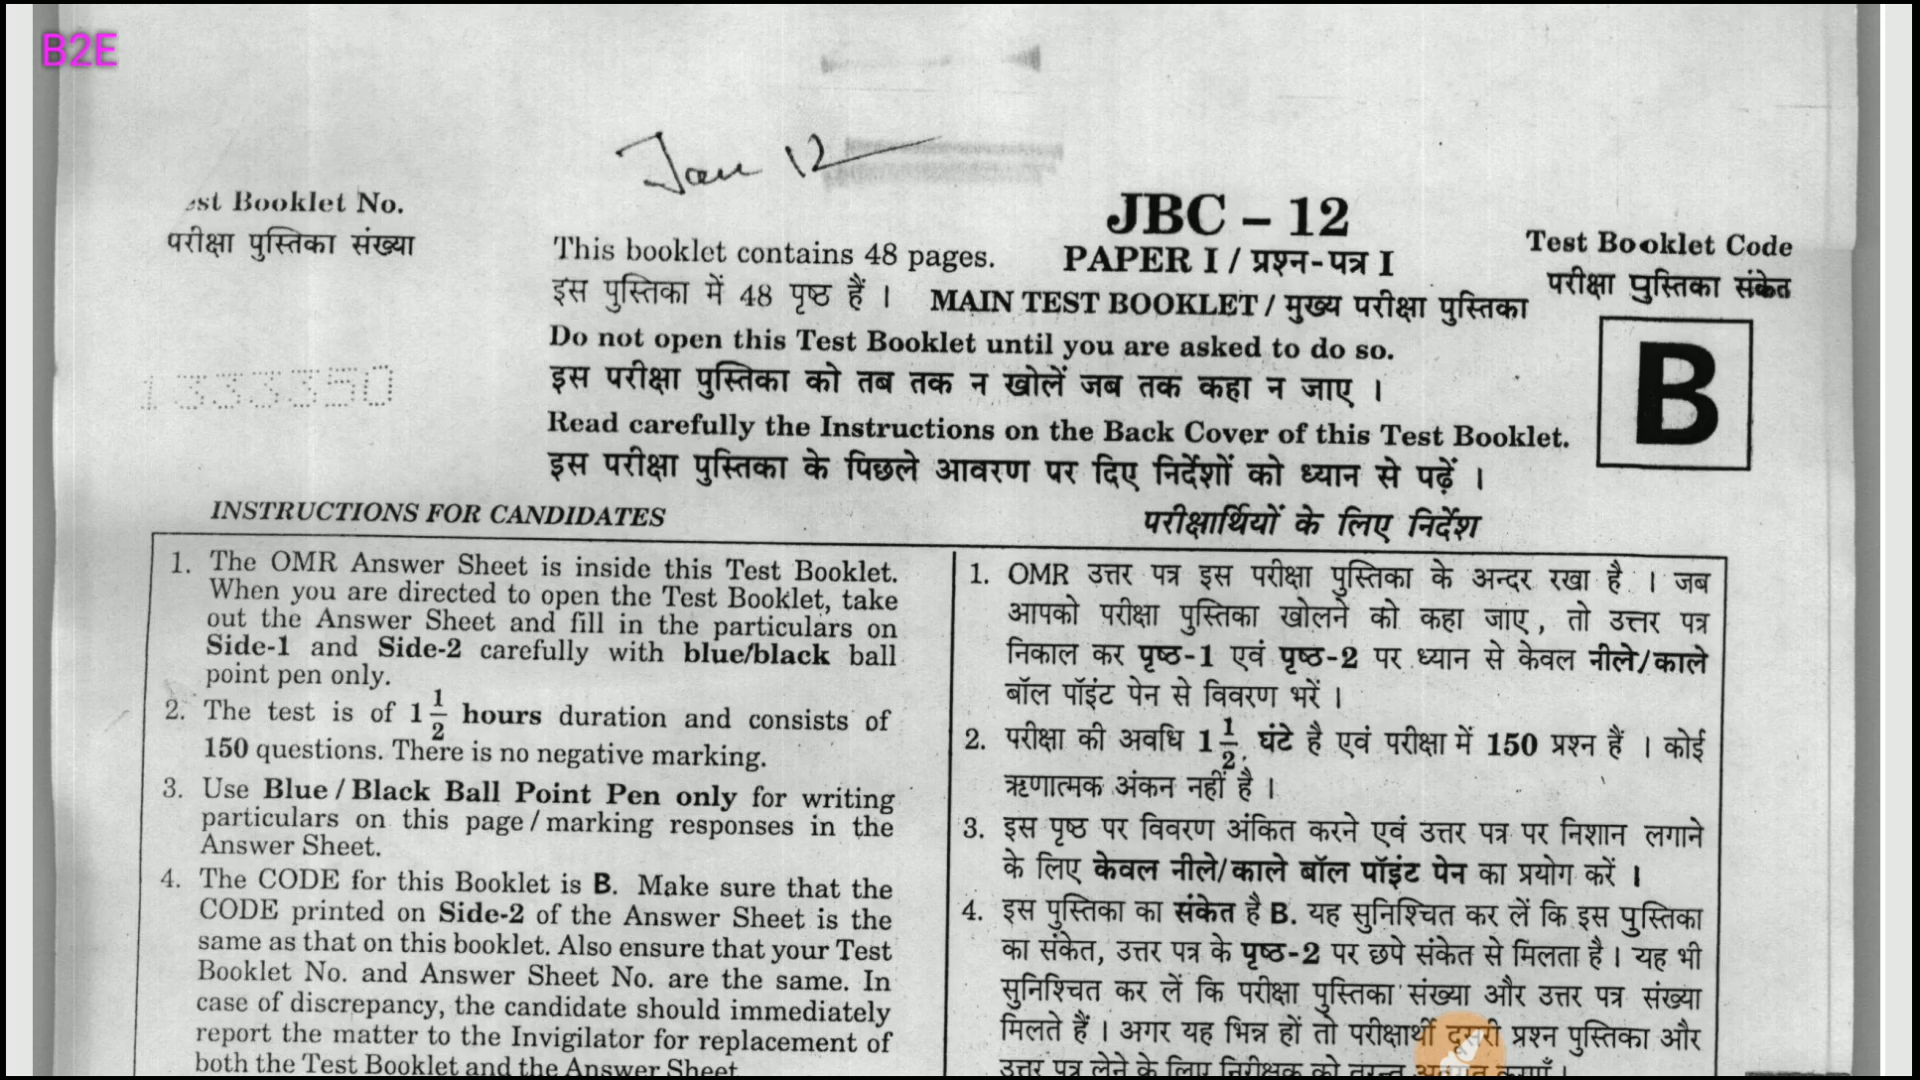 B2E
Jan 12
Booklet No.
परीक्षा पुस्तिका संख्या
1333350
JBC – 12
This booklet contains 48 pages.
PAPER I / प्रश्न-पत्र I
इस पुस्तिका में 48 पृष्ठ हैं ।
MAIN TEST BOOKLET / मुख्य परीक्षा पुस्तिका
Test Booklet Code
परीक्षा पुस्तिका संकेत
B
Do not open this Test Booklet until you are asked to do so.
इस परीक्षा पुस्तिका को तब तक न खोलें जब तक कहा न जाए ।
Read carefully the Instructions on the Back Cover of this Test Booklet.
इस परीक्षा पुस्तिका के पिछले आवरण पर दिए निर्देशों को ध्यान से पढ़ें ।
INSTRUCTIONS FOR CANDIDATES
1. The OMR Answer Sheet is inside this Test Booklet.
When you are directed to open the Test Booklet, take
out the Answer Sheet and fill in the particulars on
Side-1 and Side-2 carefully with blue/black ball
point pen only.
2. The test is of 1 1/2 hours duration and consists of
150 questions. There is no negative marking.
3. Use Blue / Black Ball Point Pen only for writing
particulars on this page / marking responses in the
Answer Sheet.
4. The CODE for this Booklet is B. Make sure that the
CODE printed on Side-2 of the Answer Sheet is the
same as that on this booklet. Also ensure that your Test
Booklet No. and Answer Sheet No. are the same. In
case of discrepancy, the candidate should immediately
report the matter to the Invigilator for replacement of
both the Test Booklet and the Answer Sheet
परीक्षार्थियों के लिए निर्देश
1. OMR उत्तर पत्र इस परीक्षा पुस्तिका के अन्दर रखा है । जब
आपको परीक्षा पुस्तिका खोलने को कहा जाए, तो उत्तर पत्र
निकाल कर पृष्ठ-1 एवं पृष्ठ-2 पर ध्यान से केवल नीले/काले
बॉल पॉइंट पेन से विवरण भरें ।
2. परीक्षा की अवधि 1 1/2 घंटे है एवं परीक्षा में 150 प्रश्न हैं । कोई
ऋणात्मक अंकन नहीं है ।
3. इस पृष्ठ पर विवरण अंकित करने एवं उत्तर पत्र पर निशान लगाने
के लिए केवल नीले/काले बॉल पॉइंट पेन का प्रयोग करें ।
4. इस पुस्तिका का संकेत है B. यह सुनिश्चित कर लें कि इस पुस्तिका
का संकेत, उत्तर पत्र के पृष्ठ-2 पर छपे संकेत से मिलता है । यह भी
सुनिश्चित कर लें कि परीक्षा पुस्तिका संख्या और उत्तर पत्र संख्या
मिलते हैं । अगर यह भिन्न हों तो परीक्षार्थी दूसरी प्रश्न पुस्तिका और
उत्तर पत्र लेने के लिए निरीक्षक को तुरन्त